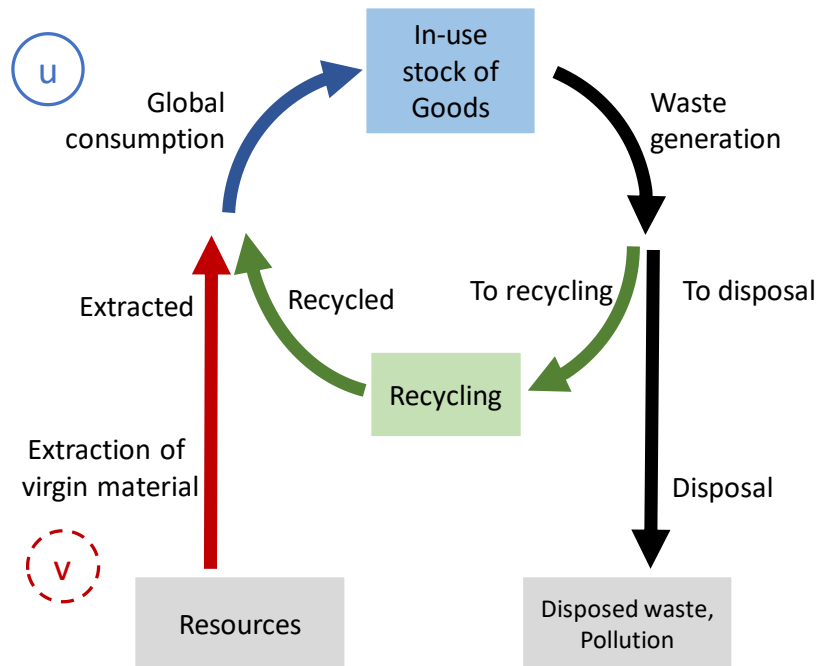 u
In-use
stock of
Goods
Global
consumption
Waste
generation
Extracted
Recycled
To recycling
To disposal
Recycling
Extraction of
virgin material
Disposal
v
Resources
Disposed waste,
Pollution